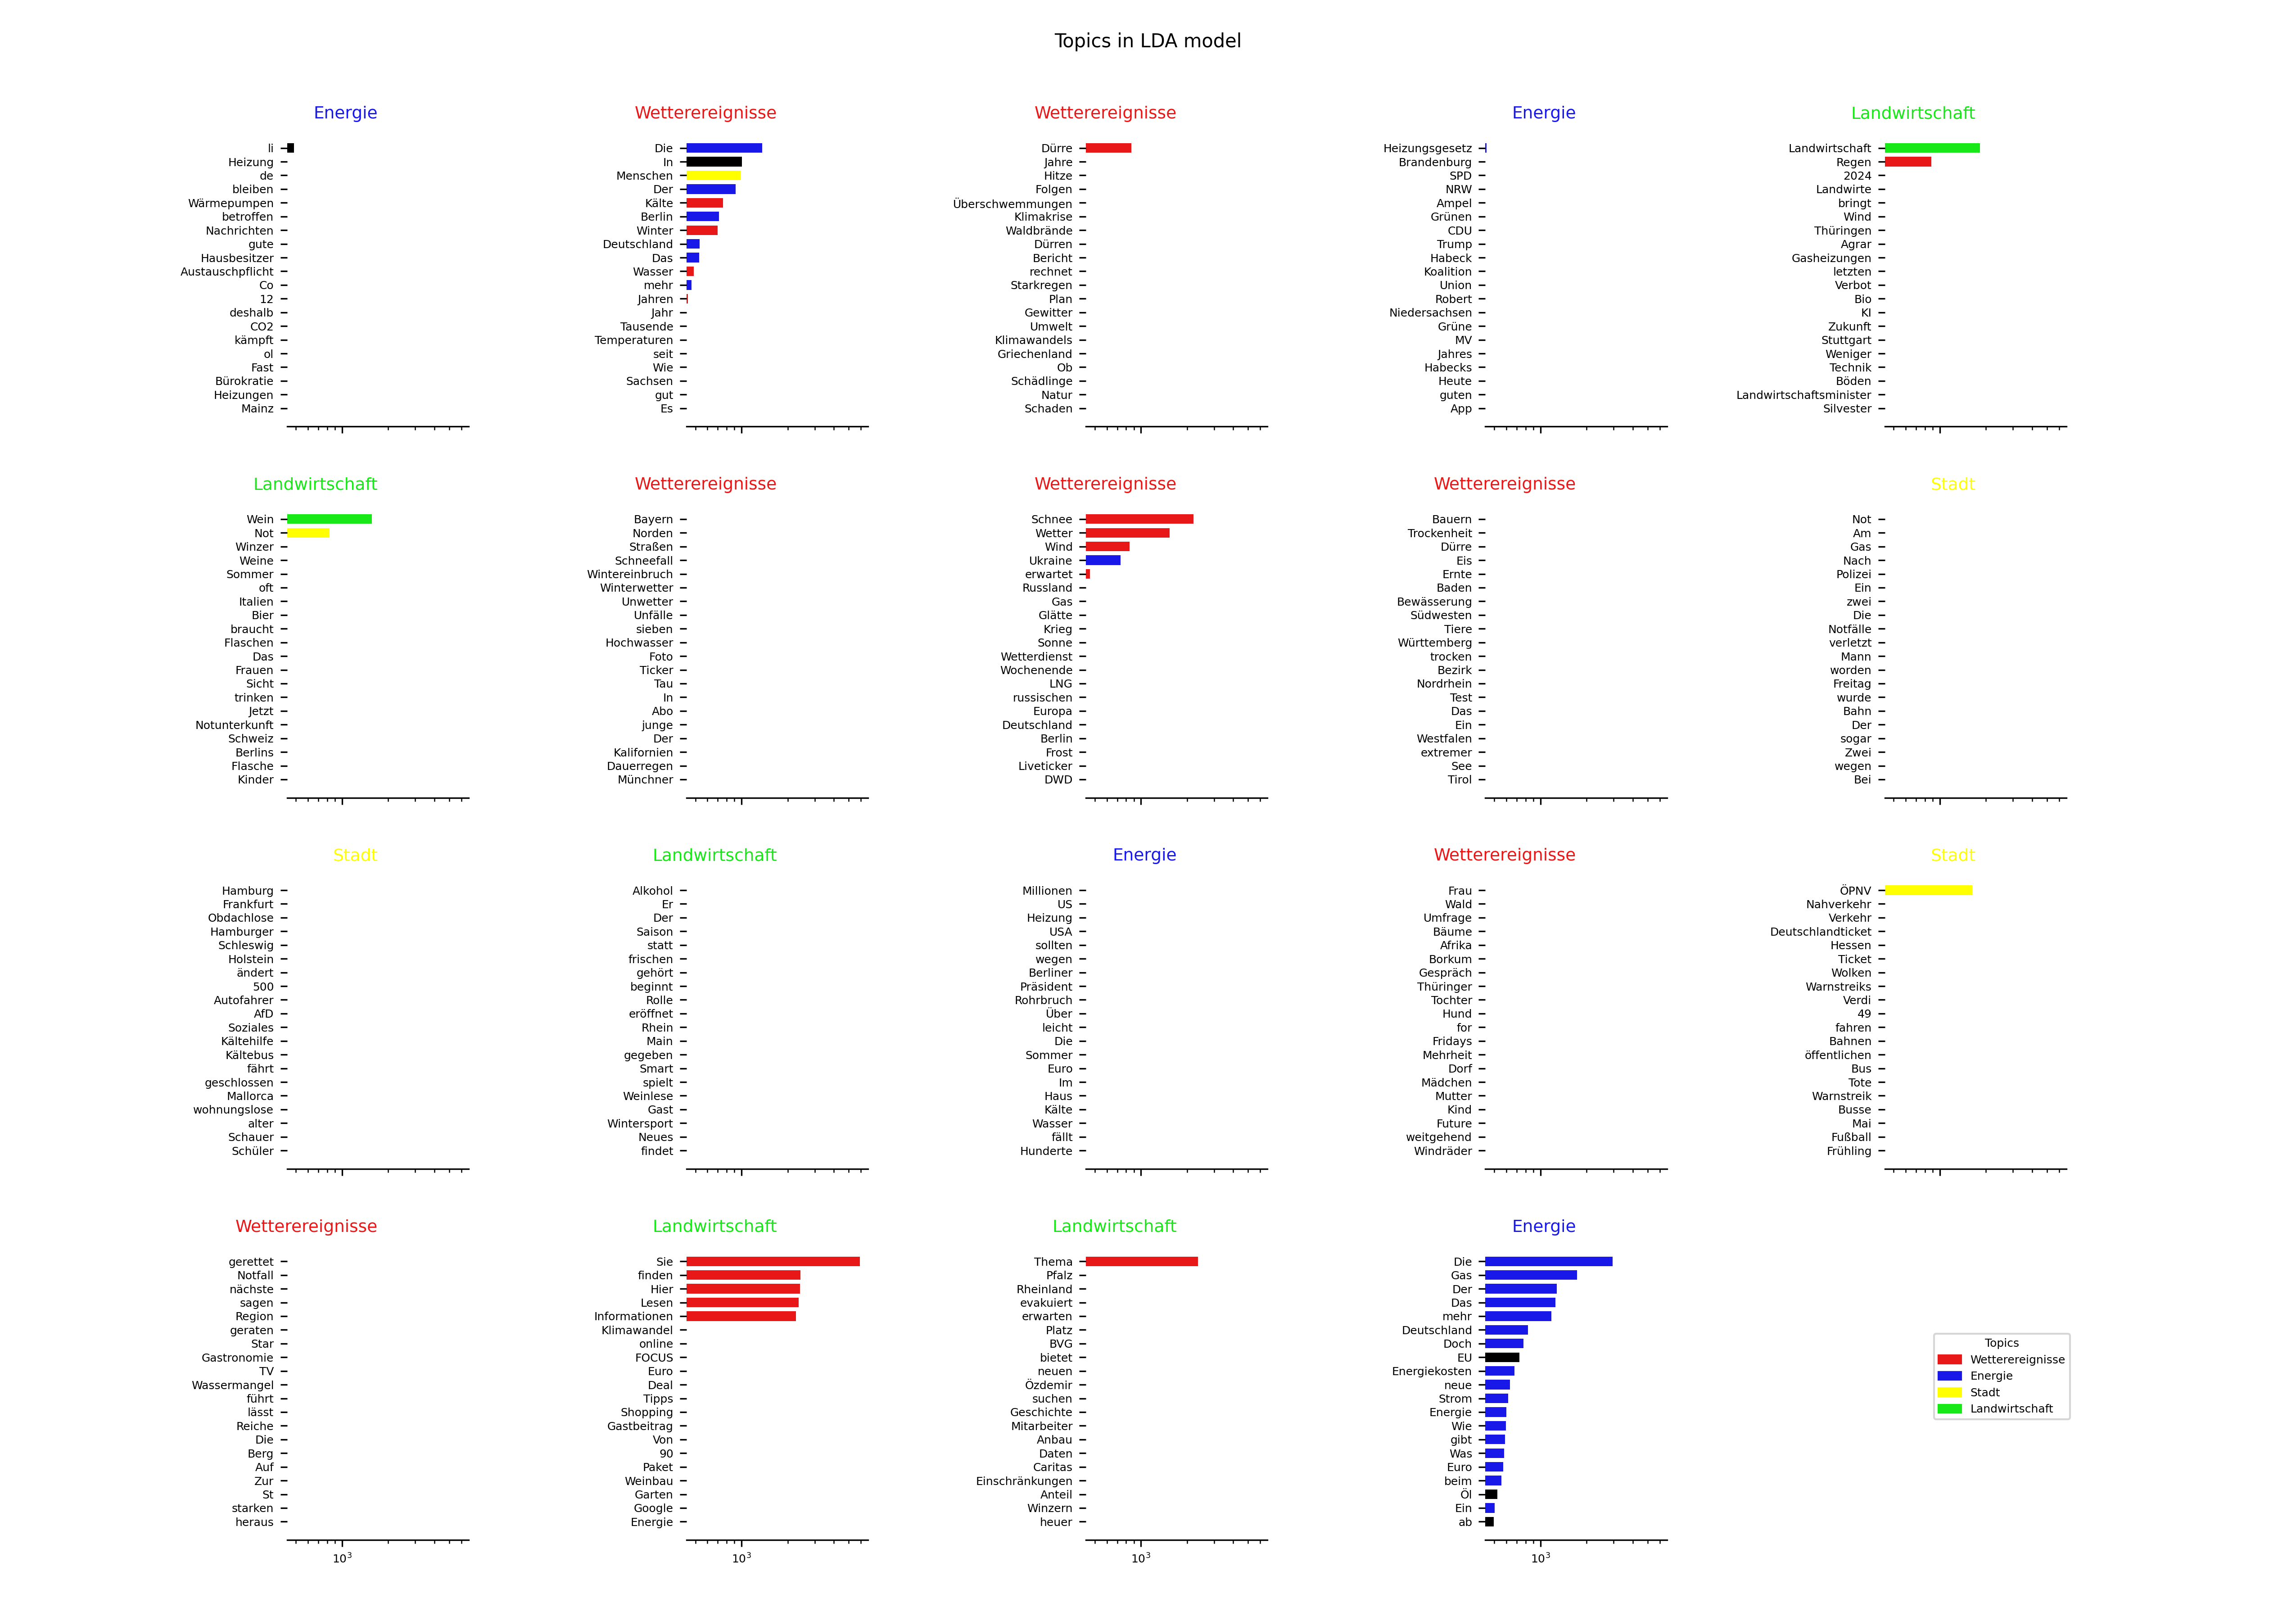 Topics in LDA model
Energie
li
Heizung
de
bleiben
Wärmepumpen
betroffen
Nachrichten
gute
Hausbesitzer
Austauschpflicht
Co
12
deshalb
CO2
kämpft
ol
Fast
Bürokratie
Heizungen
Mainz
Wetterereignisse
Die
In
Menschen
Der
Kälte
Berlin
Winter
Deutschland
Das
Wasser
mehr
Jahren
Jahr
Tausende
Temperaturen
seit
Wie
Sachsen
gut
Es
Wetterereignisse
Dürre
Jahre
Hitze
Folgen
Überschwemmungen
Klimakrise
Waldbrände
Dürren
Bericht
rechnet
Starkregen
Plan
Gewitter
Umwelt
Klimawandels
Griechenland
Ob
Schädlinge
Natur
Schaden
Energie
Heizungsgesetz
Brandenburg
SPD
NRW
Ampel
Grünen
CDU
Trump
Habeck
Koalition
Union
Robert
Niedersachsen
Grüne
MV
Jahres
Habecks
Heute
guten
App
Landwirtschaft
Landwirtschaft
Regen
2024
Landwirte
bringt
Wind
Thüringen
Agrar
Gasheizungen
letzten
Verbot
Bio
KI
Zukunft
Stuttgart
Weniger
Technik
Böden
Landwirtschaftsminister
Silvester
Landwirtschaft
Wein
Not
Winzer
Weine
Sommer
oft
Italien
Bier
braucht
Flaschen
Das
Frauen
Sicht
trinken
Jetzt
Notunterkunft
Schweiz
Berlins
Flasche
Kinder
Wetterereignisse
Bayern
Norden
Straßen
Schneefall
Wintereinbruch
Winterwetter
Unwetter
Unfälle
sieben
Hochwasser
Foto
Ticker
Tau
In
Abo
junge
Der
Kalifornien
Dauerregen
Münchner
Wetterereignisse
Schnee
Wetter
Wind
Ukraine
erwartet
Russland
Gas
Glätte
Krieg
Sonne
Wetterdienst
Wochenende
LNG
russischen
Europa
Deutschland
Berlin
Frost
Liveticker
DWD
Wetterereignisse
Bauern
Trockenheit
Dürre
Eis
Ernte
Baden
Bewässerung
Südwesten
Tiere
Württemberg
trocken
Bezirk
Nordrhein
Test
Das
Ein
Westfalen
extremer
See
Tirol
Stadt
Not
Am
Gas
Nach
Polizei
Ein
zwei
Die
Notfälle
verletzt
Mann
worden
Freitag
wurde
Bahn
Der
sogar
Zwei
wegen
Bei
Stadt
Hamburg
Frankfurt
Obdachlose
Hamburger
Schleswig
Holstein
ändert
500
Autofahrer
AfD
Soziales
Kältehilfe
Kältebus
fährt
geschlossen
Mallorca
wohnungslose
alter
Schauer
Schüler
Landwirtschaft
Alkohol
Er
Der
Saison
statt
frischen
gehört
beginnt
Rolle
eröffnet
Rhein
Main
gegeben
Smart
spielt
Weinlese
Gast
Wintersport
Neues
findet
Energie
Millionen
US
Heizung
USA
sollten
wegen
Berliner
Präsident
Rohrbruch
Über
leicht
Die
Sommer
Euro
Im
Haus
Kälte
Wasser
fällt
Hunderte
Wetterereignisse
Frau
Wald
Umfrage
Bäume
Afrika
Borkum
Gespräch
Thüringer
Tochter
Hund
for
Fridays
Mehrheit
Dorf
Mädchen
Mutter
Kind
Future
weitgehend
Windräder
Stadt
ÖPNV
Nahverkehr
Verkehr
Deutschlandticket
Hessen
Ticket
Wolken
Warnstreiks
Verdi
49
fahren
Bahnen
öffentlichen
Bus
Tote
Warnstreik
Busse
Mai
Fußball
Frühling
Wetterereignisse
gerettet
Notfall
nächste
sagen
Region
geraten
Star
Gastronomie
TV
Wassermangel
führt
lässt
Reiche
Die
Berg
Auf
Zur
St
starken
heraus
10³
Landwirtschaft
Sie
finden
Hier
Lesen
Informationen
Klimawandel
online
FOCUS
Euro
Deal
Tipps
Shopping
Gastbeitrag
Von
90
Paket
Weinbau
Garten
Google
Energie
10³
Landwirtschaft
Thema
Pfalz
Rheinland
evakuiert
erwarten
Platz
BVG
bietet
neuen
Özdemir
suchen
Geschichte
Mitarbeiter
Anbau
Daten
Caritas
Einschränkungen
Anteil
Winzern
heuer
10³
Energie
Die
Gas
Der
Das
mehr
Deutschland
Doch
EU
Energiekosten
neue
Strom
Energie
Wie
gibt
Was
Euro
beim
Öl
Ein
ab
10³
Topics
Wetterereignisse
Energie
Stadt
Landwirtschaft